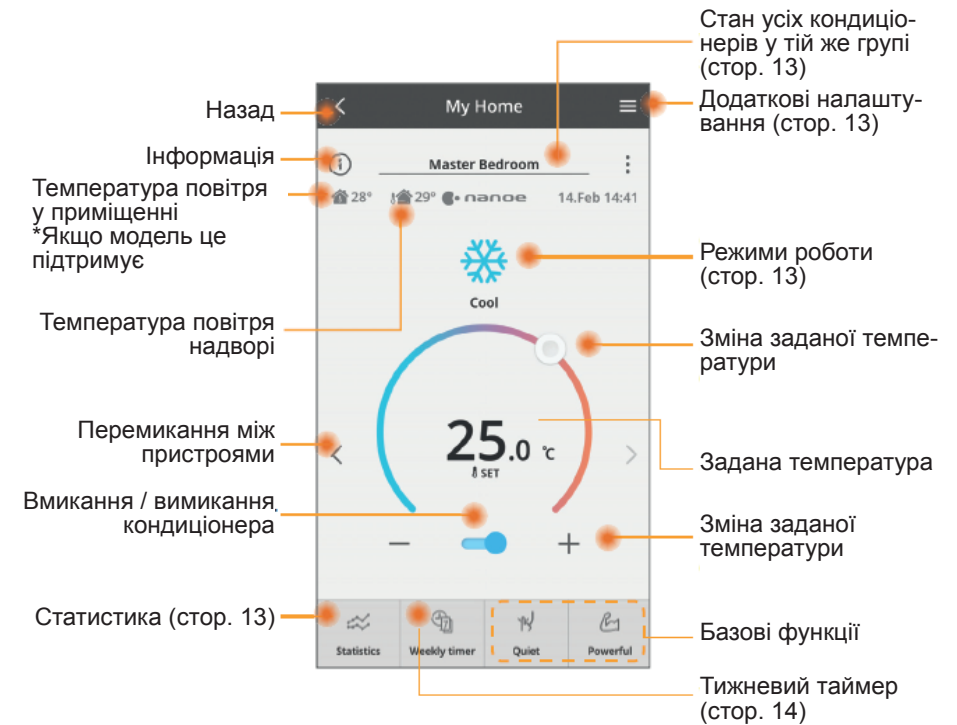 Стан усіх кондиціо-
нерів у тій же групі
(стор. 13)
Назад
My Home
Додаткові налашту-
вання (стор. 13)
Інформація
Master Bedroom
Температура повітря
у приміщенні
*Якщо модель це
підтримує
28°
29°
nanoe
14.Feb 14:41
Режими роботи
(стор. 13)
Cool
Температура повітря
надворі
Зміна заданої темпе-
ратури
Перемикання між
пристроями
25.0 °C
SET
Задана температура
Вмикання / вимикання
кондиціонера
Зміна заданої
температури
Статистика (стор. 13)
Statistics
Weekly timer
Quiet
Powerful
Базові функції
Тижневий таймер
(стор. 14)